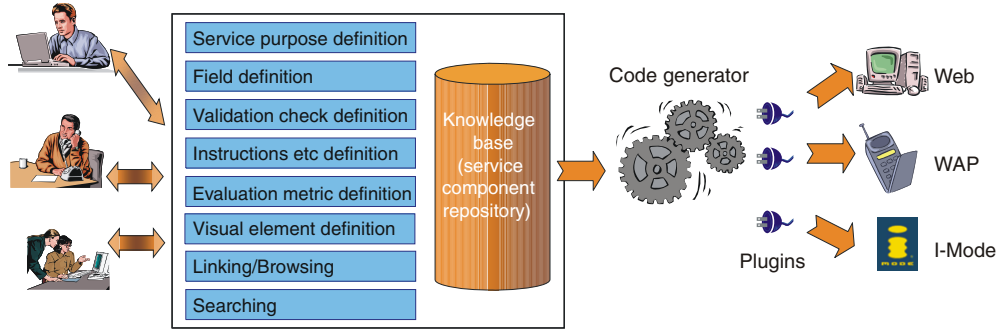 Service purpose definition
Field definition
Validation check definition
Instructions etc definition
Evaluation metric definition
Visual element definition
Linking/Browsing
Searching
Knowledge
base
(service
component
repository)
Code generator
Plugins
Web
WAP
I-Mode
MODE